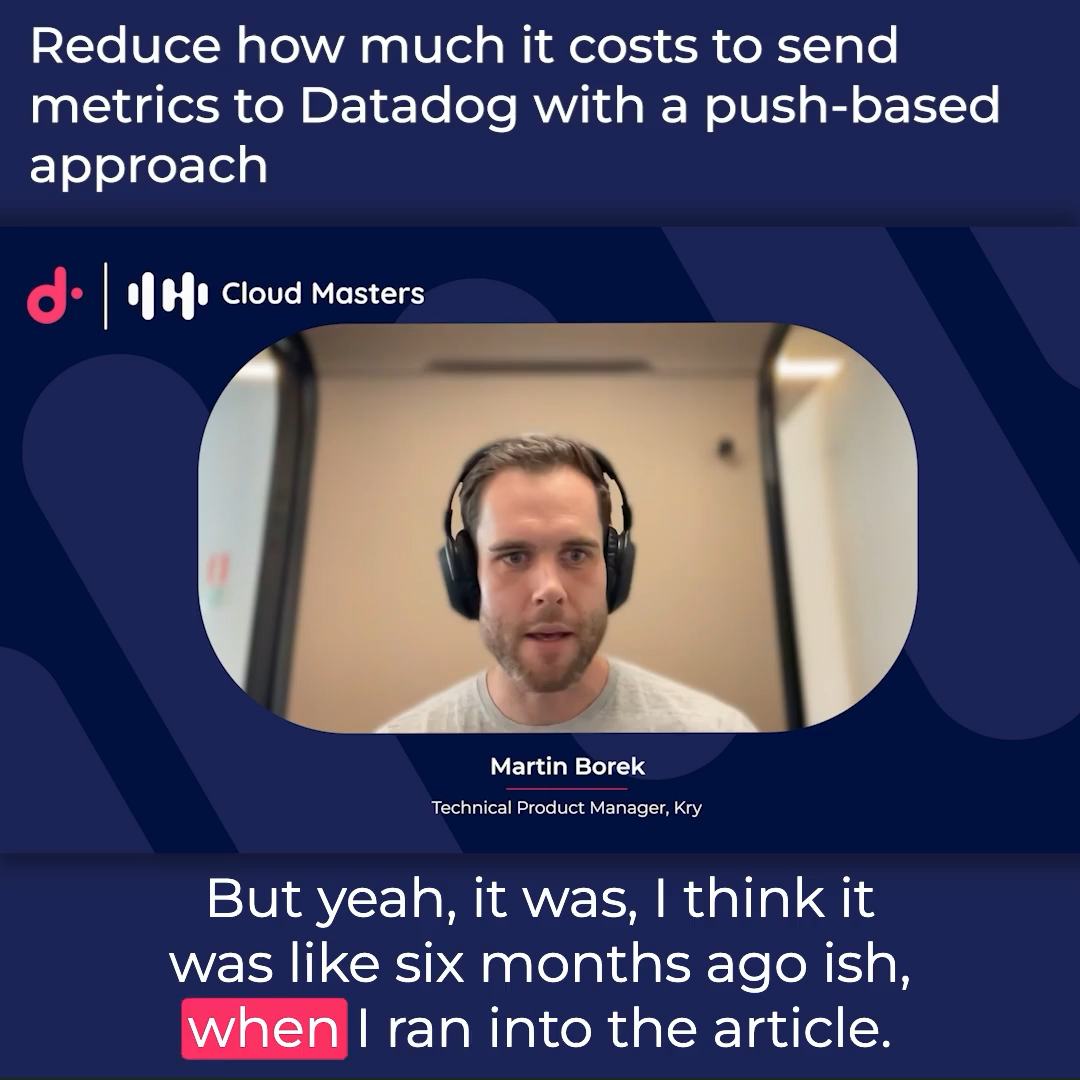 Reduce how much it costs to send
metrics to Datadog with a push-based
approach
Cloud Masters
Martin Borek
Technical Product Manager, Kry
But yeah, it was, I think it
was like six months ago ish,
when I ran into the article.